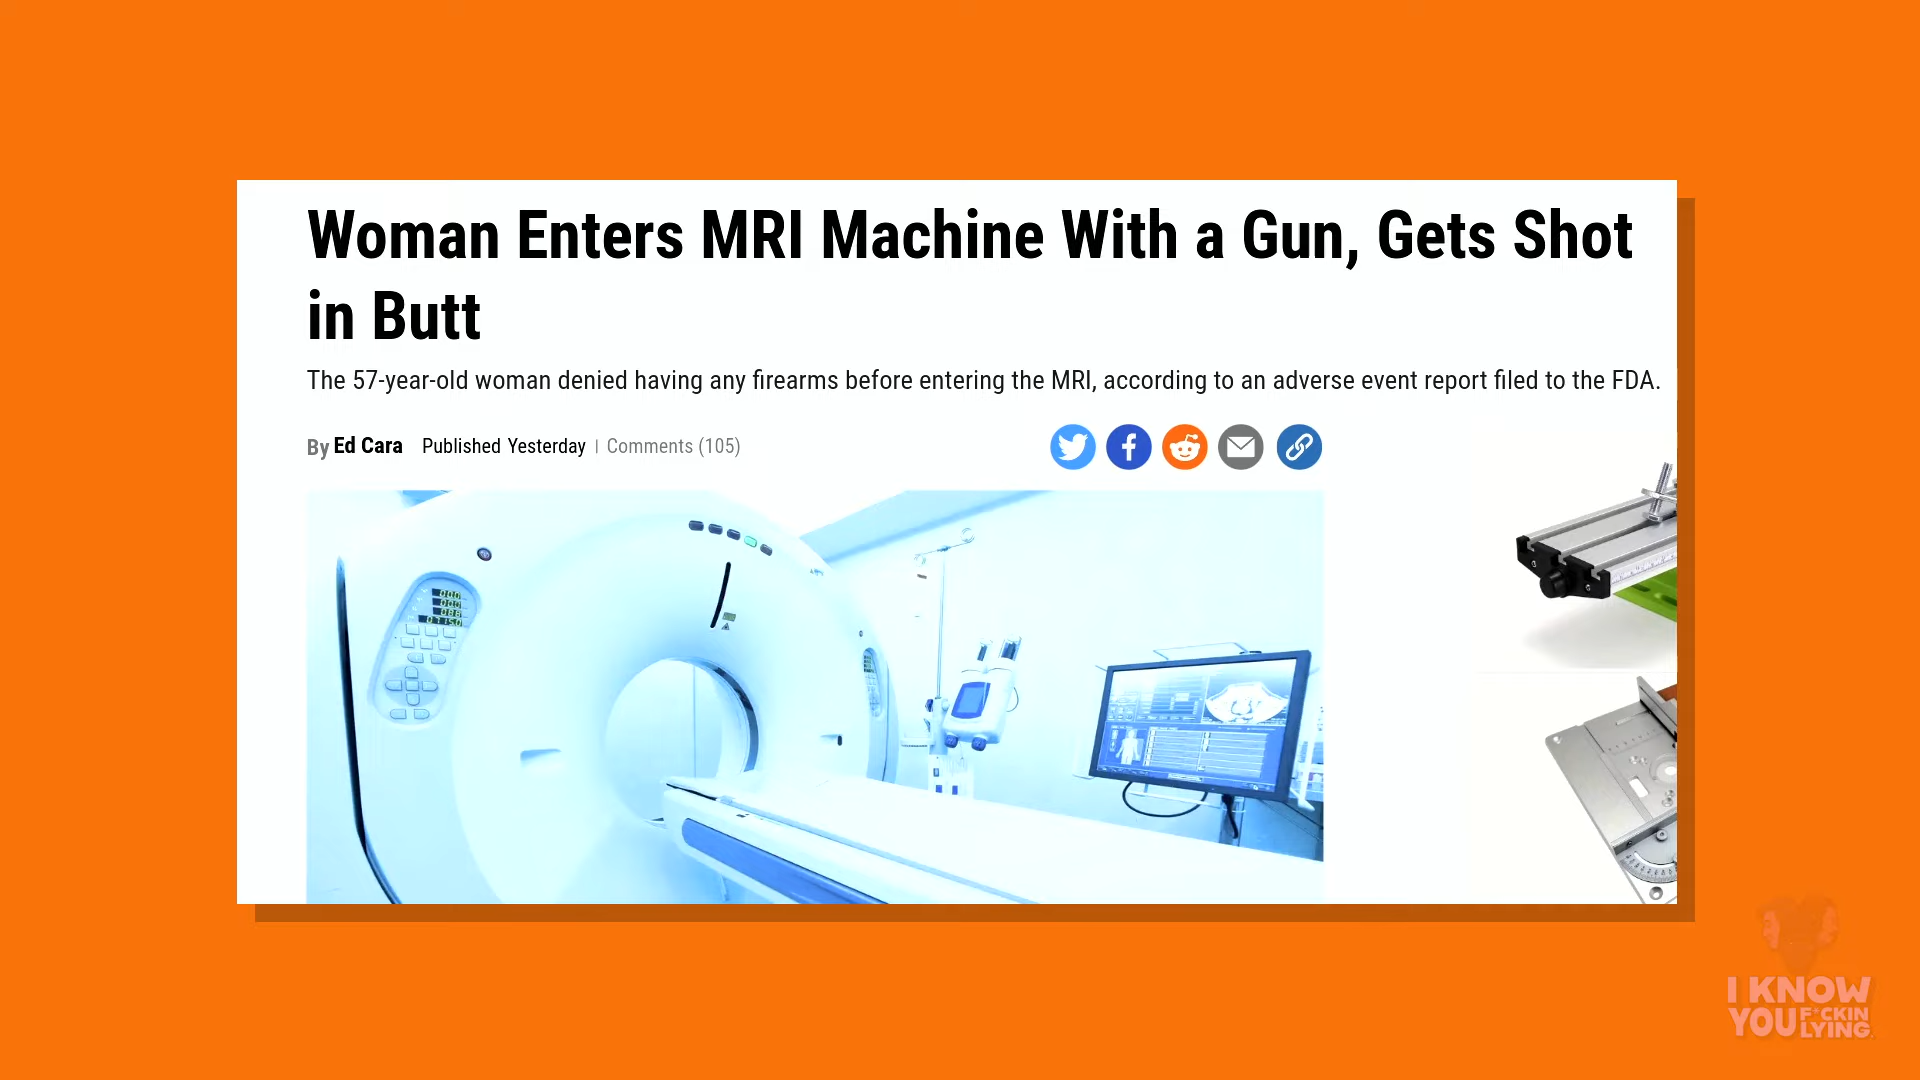 Woman Enters MRI Machine With a Gun, Gets Shot
in Butt
The 57-year-old woman denied having any firearms before entering the MRI, according to an adverse event report filed to the FDA.
By Ed Cara Published Yesterday | Comments (105)
I KNOW
YOU F*CKIN
LYING.